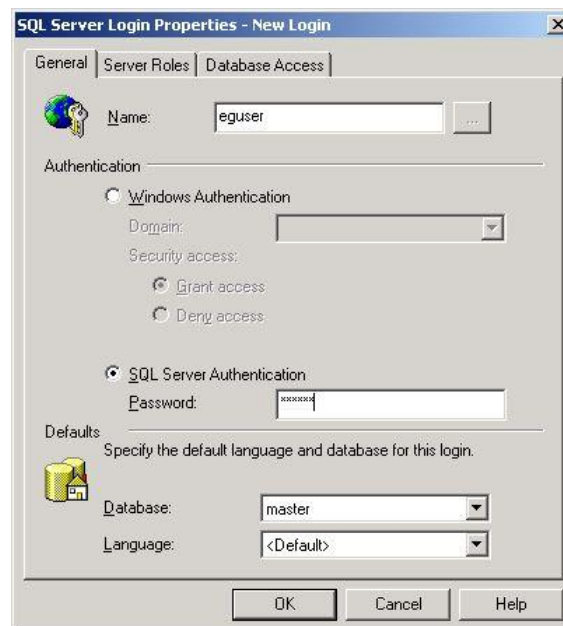 SQL Server Login Properties - New Login
General Server Roles Database Access
Name: eguser ...
Authentication
Windows Authentication
Domain:
Security access:
Grant access
Deny access
SQL Server Authentication
Password: ******
Defaults
Specify the default language and database for this login.
Database: master
Language: <Default>
OK Cancel Help